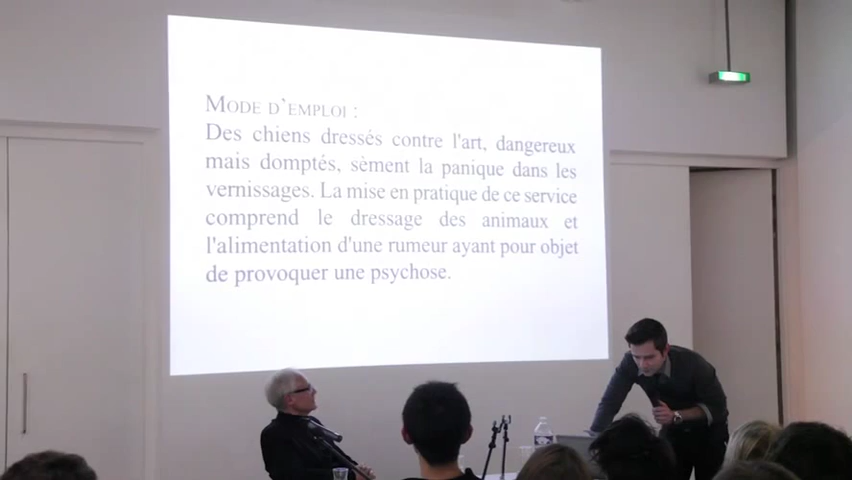 MODE D'EMPLOI :
Des chiens dressés contre l'art, dangereux
mais domptés, sèment la panique dans les
vernissages. La mise en pratique de ce service
comprend le dressage des animaux et
l'alimentation d'une rumeur ayant pour objet
de provoquer une psychose.